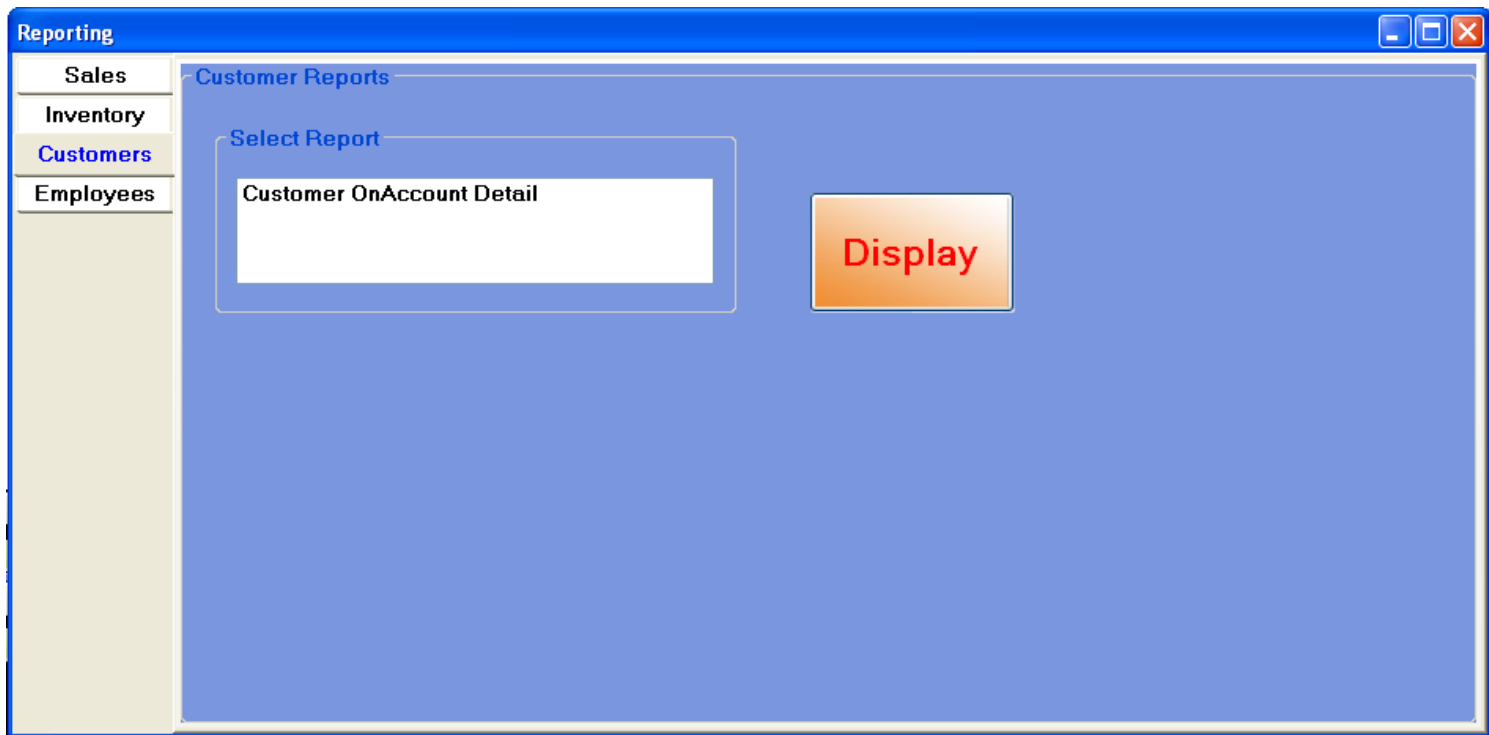 Reporting
Sales
Inventory
Customers
Employees
Customer Reports
Select Report
Customer OnAccount Detail
Display